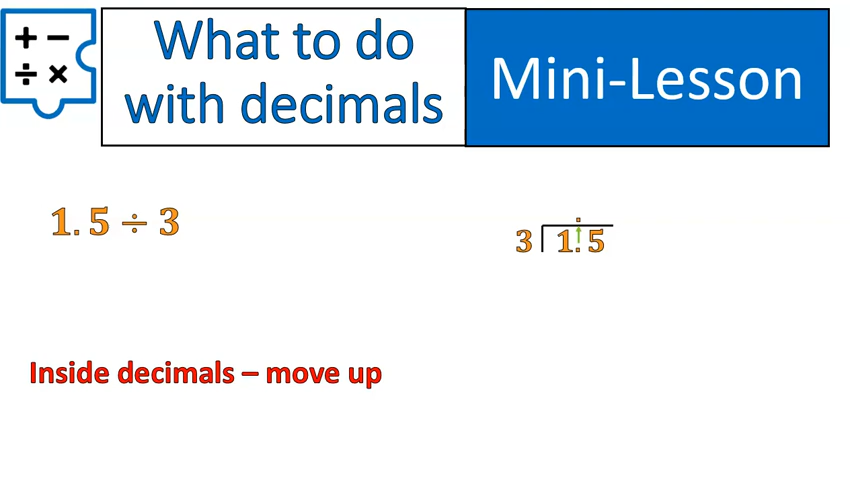 + −
÷ ×
What to do
with decimals
Mini-Lesson
1. 5 ÷ 3
.
3 1. 5
Inside decimals – move up